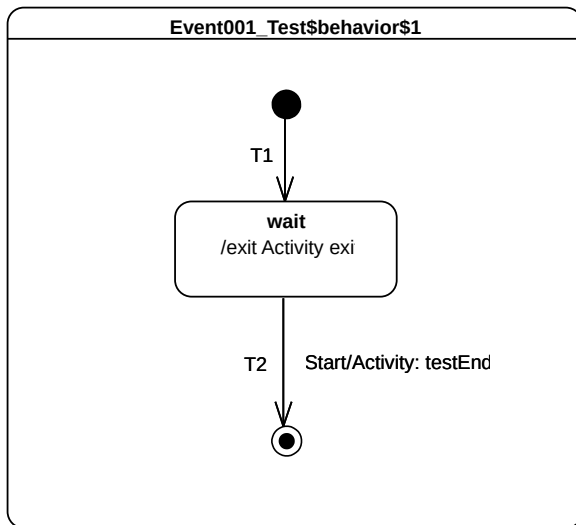 Event001_Test$behavior$1
T1
wait
/exit Activity exi
T2 Start/Activity: testEnd